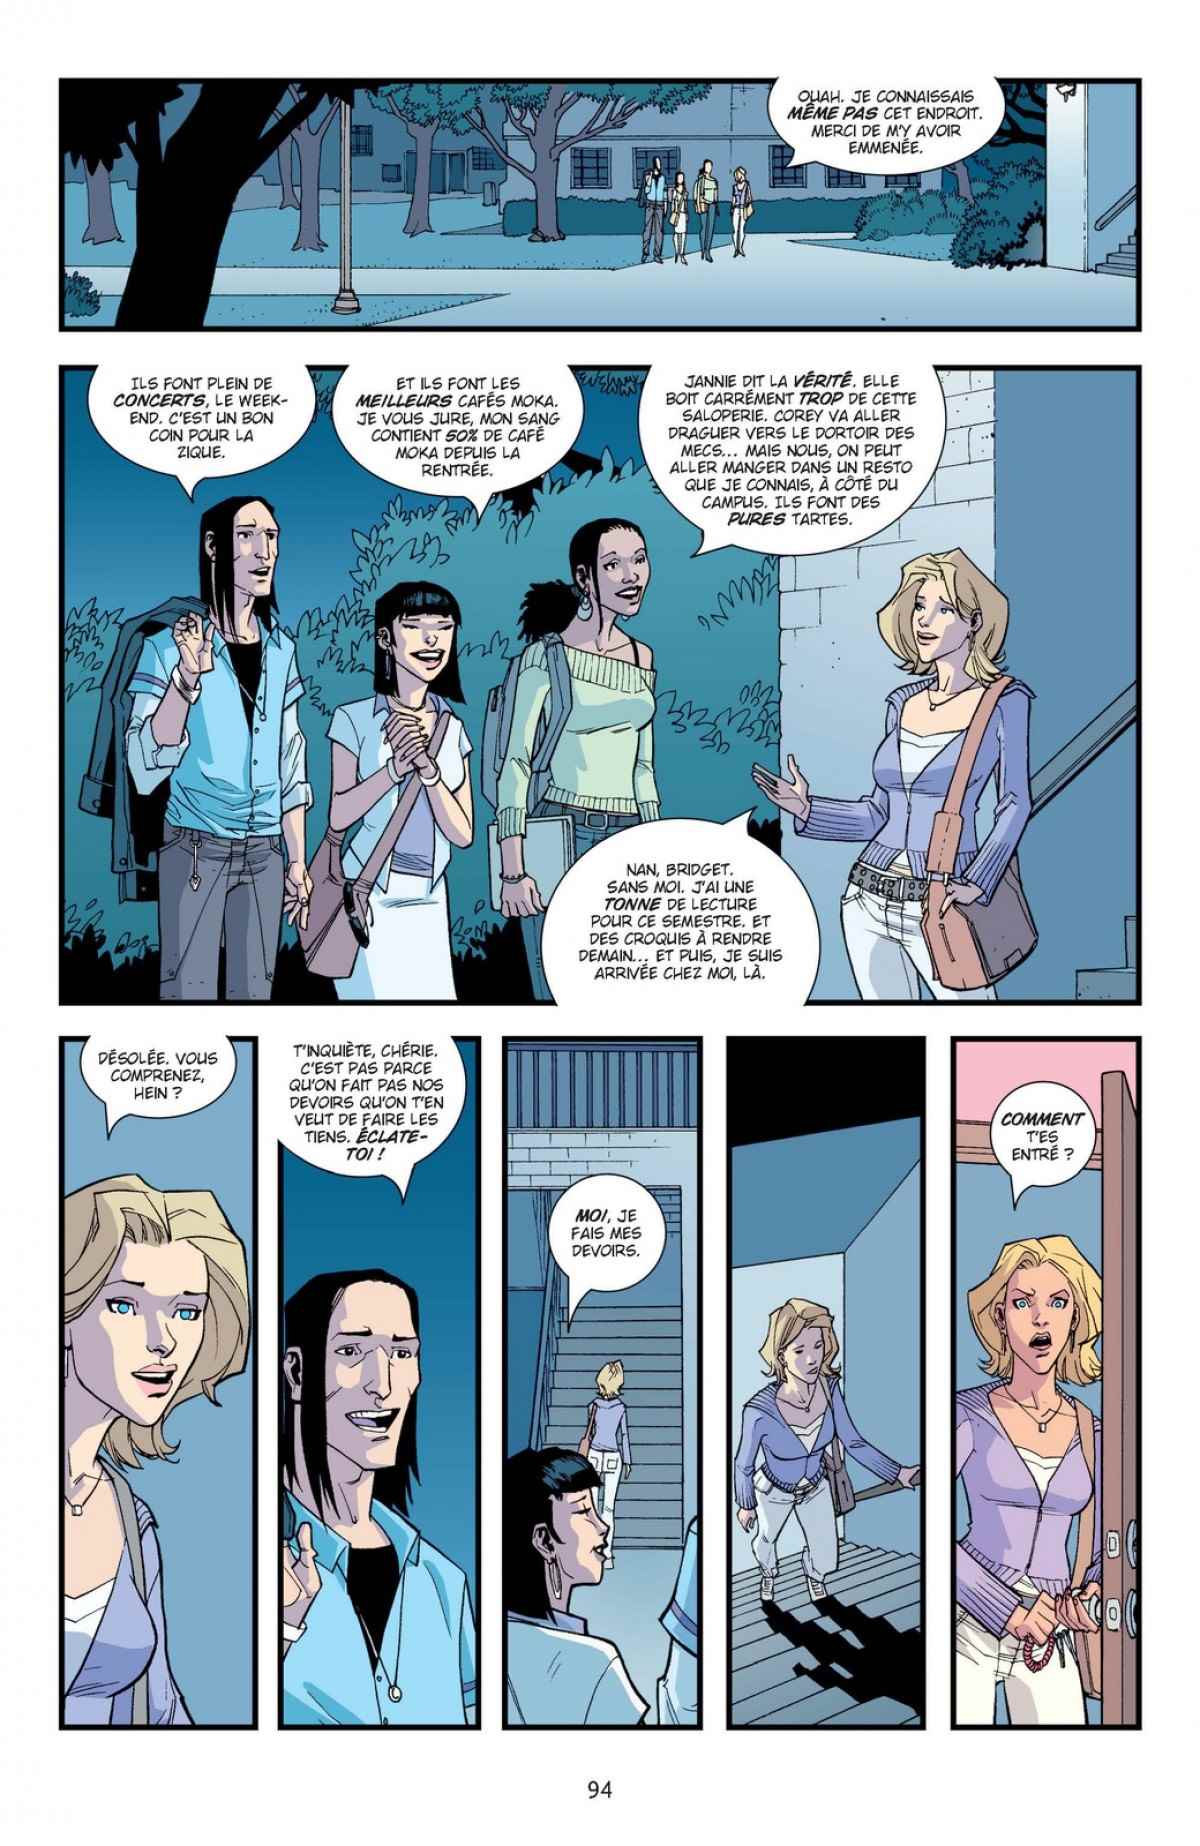 OUAH. JE CONNAISSAIS
MÊME PAS CET ENDROIT.
MERCI DE M'Y AVOIR
EMMENÉE.
ILS FONT PLEIN DE
CONCERTS, LE WEEK-
END. C'EST UN BON
COIN POUR LA
ZIQUE.
ET ILS FONT LES
MEILLEURS CAFÉS MOKA.
JE VOUS JURE, MON SANG
CONTIENT 50% DE CAFÉ
MOKA DEPUIS LA
RENTRÉE.
JANNIE DIT LA VÉRITÉ. ELLE
BOIT CARRÉMENT TROP DE CETTE
SALOPERIE. COREY VA ALLER
DRAGUER VERS LE DORTOIR DES
MECS... MAIS NOUS, ON PEUT
ALLER MANGER DANS UN RESTO
QUE JE CONNAIS, À CÔTÉ DU
CAMPUS. ILS FONT DES
PURES TARTES.
NAN, BRIDGET.
SANS MOI. J'AI UNE
TONNE DE LECTURE
POUR CE SEMESTRE. ET
DES CROQUIS À RENDRE
DEMAIN... ET PUIS, JE SUIS
ARRIVÉE CHEZ MOI, LÀ.
DÉSOLÉE. VOUS
COMPRENEZ,
HEIN ?
T'INQUIÈTE, CHÉRIE.
C'EST PAS PARCE
QU'ON FAIT PAS NOS
DEVOIRS QU'ON T'EN
VEUT DE FAIRE LES
TIENS. ÉCLATE-
TOI !
MOI, JE
FAIS MES
DEVOIRS.
COMMENT
T'ES
ENTRÉ ?
94